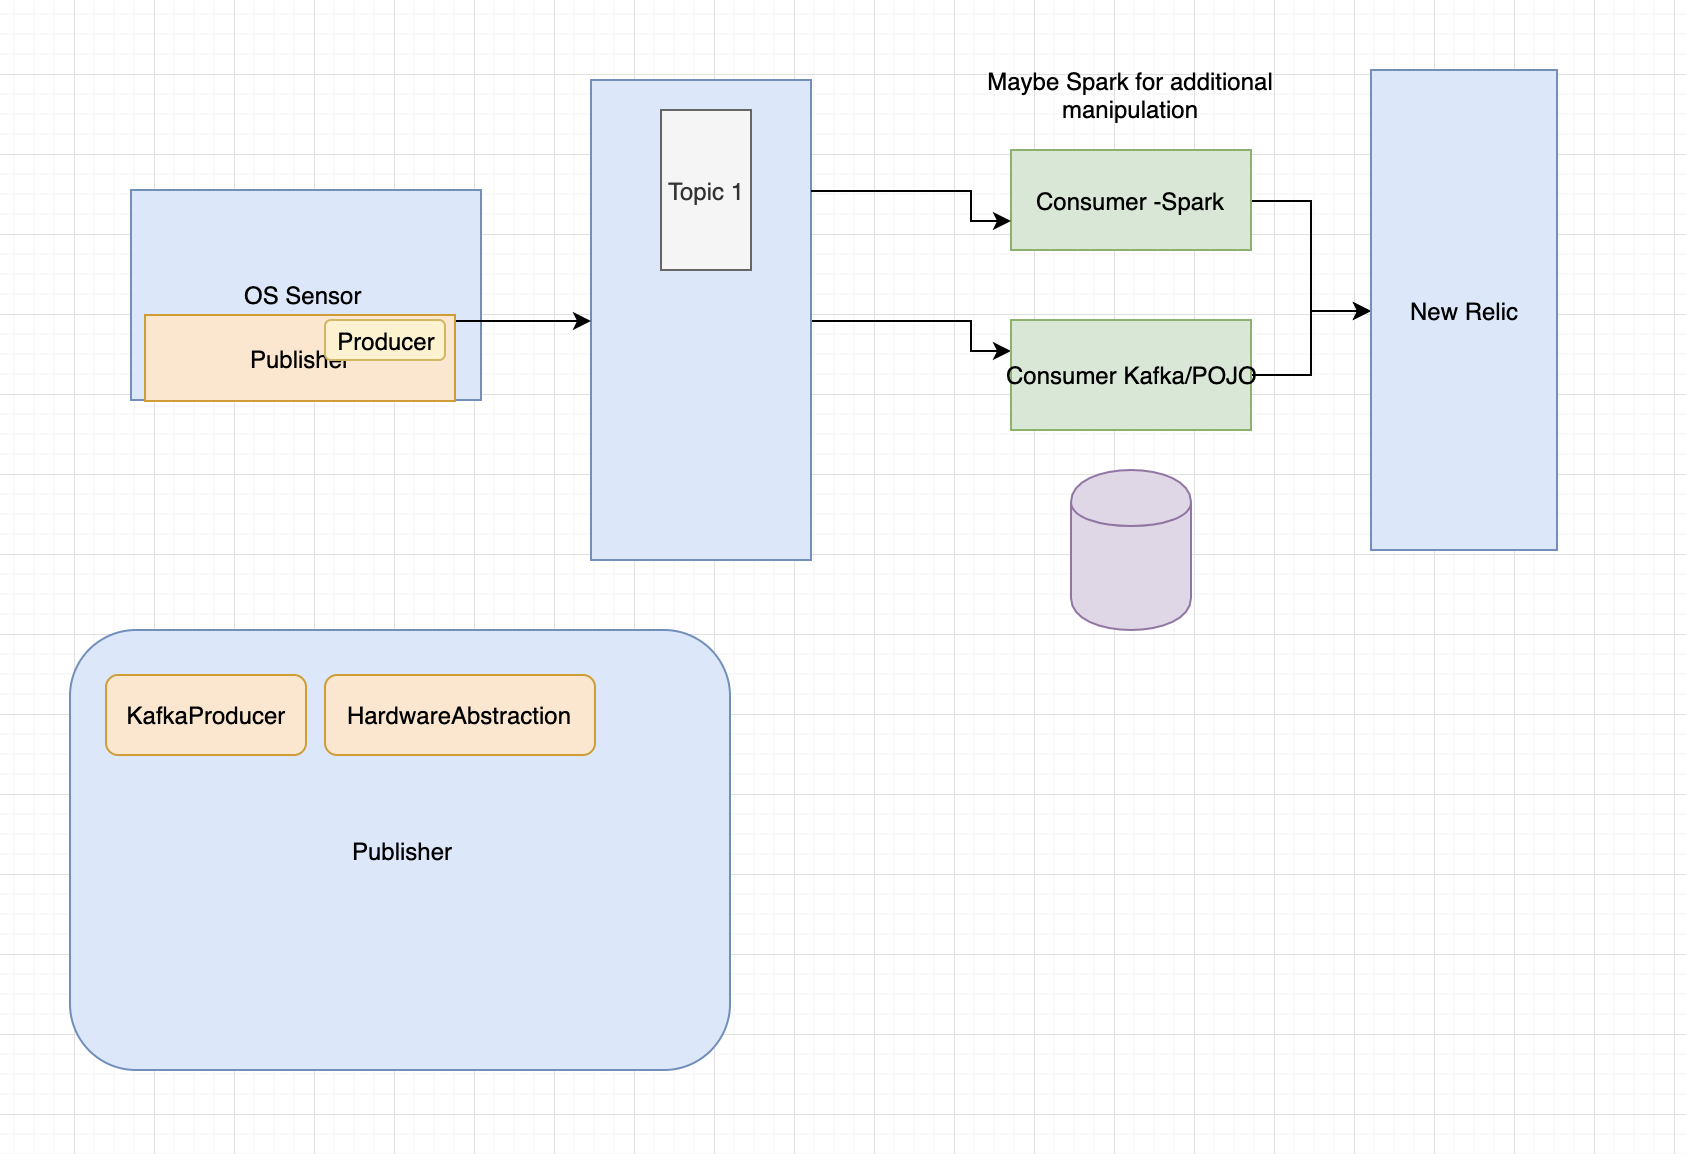 Maybe Spark for additional
manipulation
Topic 1
Consumer -Spark
OS Sensor
Producer
Publisher
Consumer Kafka/POJO
New Relic
KafkaProducer
HardwareAbstraction
Publisher